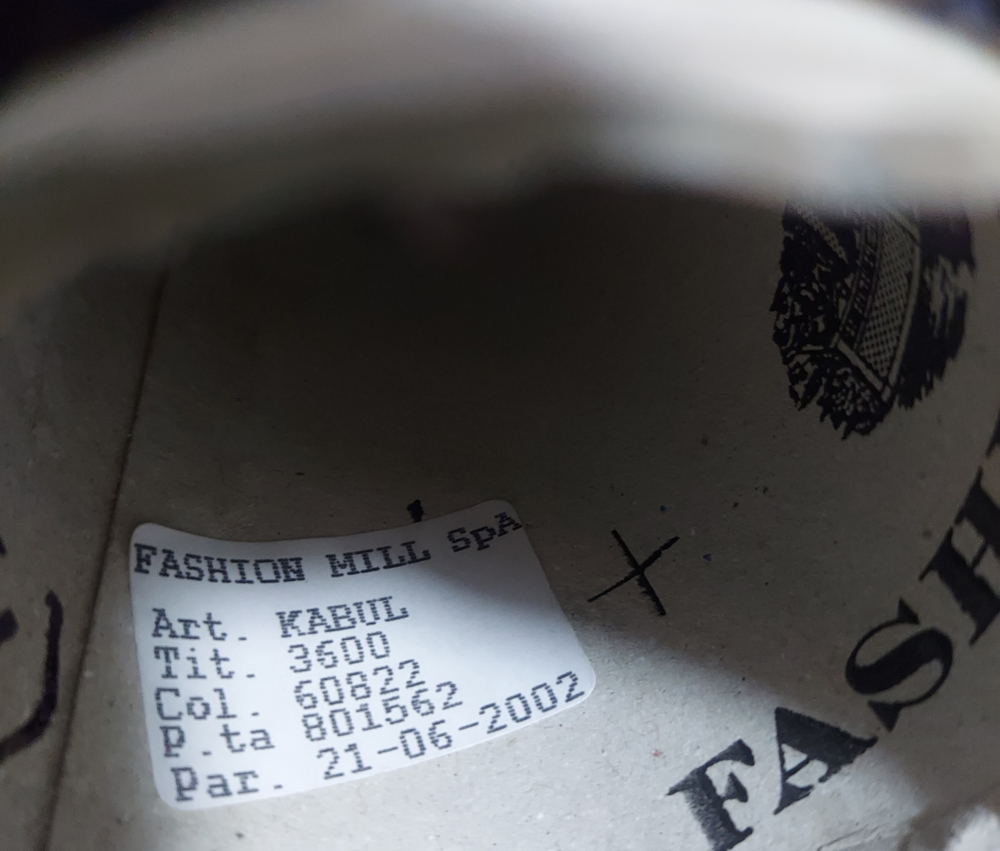 FASHION MILL SpA
Art. KABUL
Tit. 3600
Col. 60822
P.ta 801562
Par. 21-06-2002
FASH